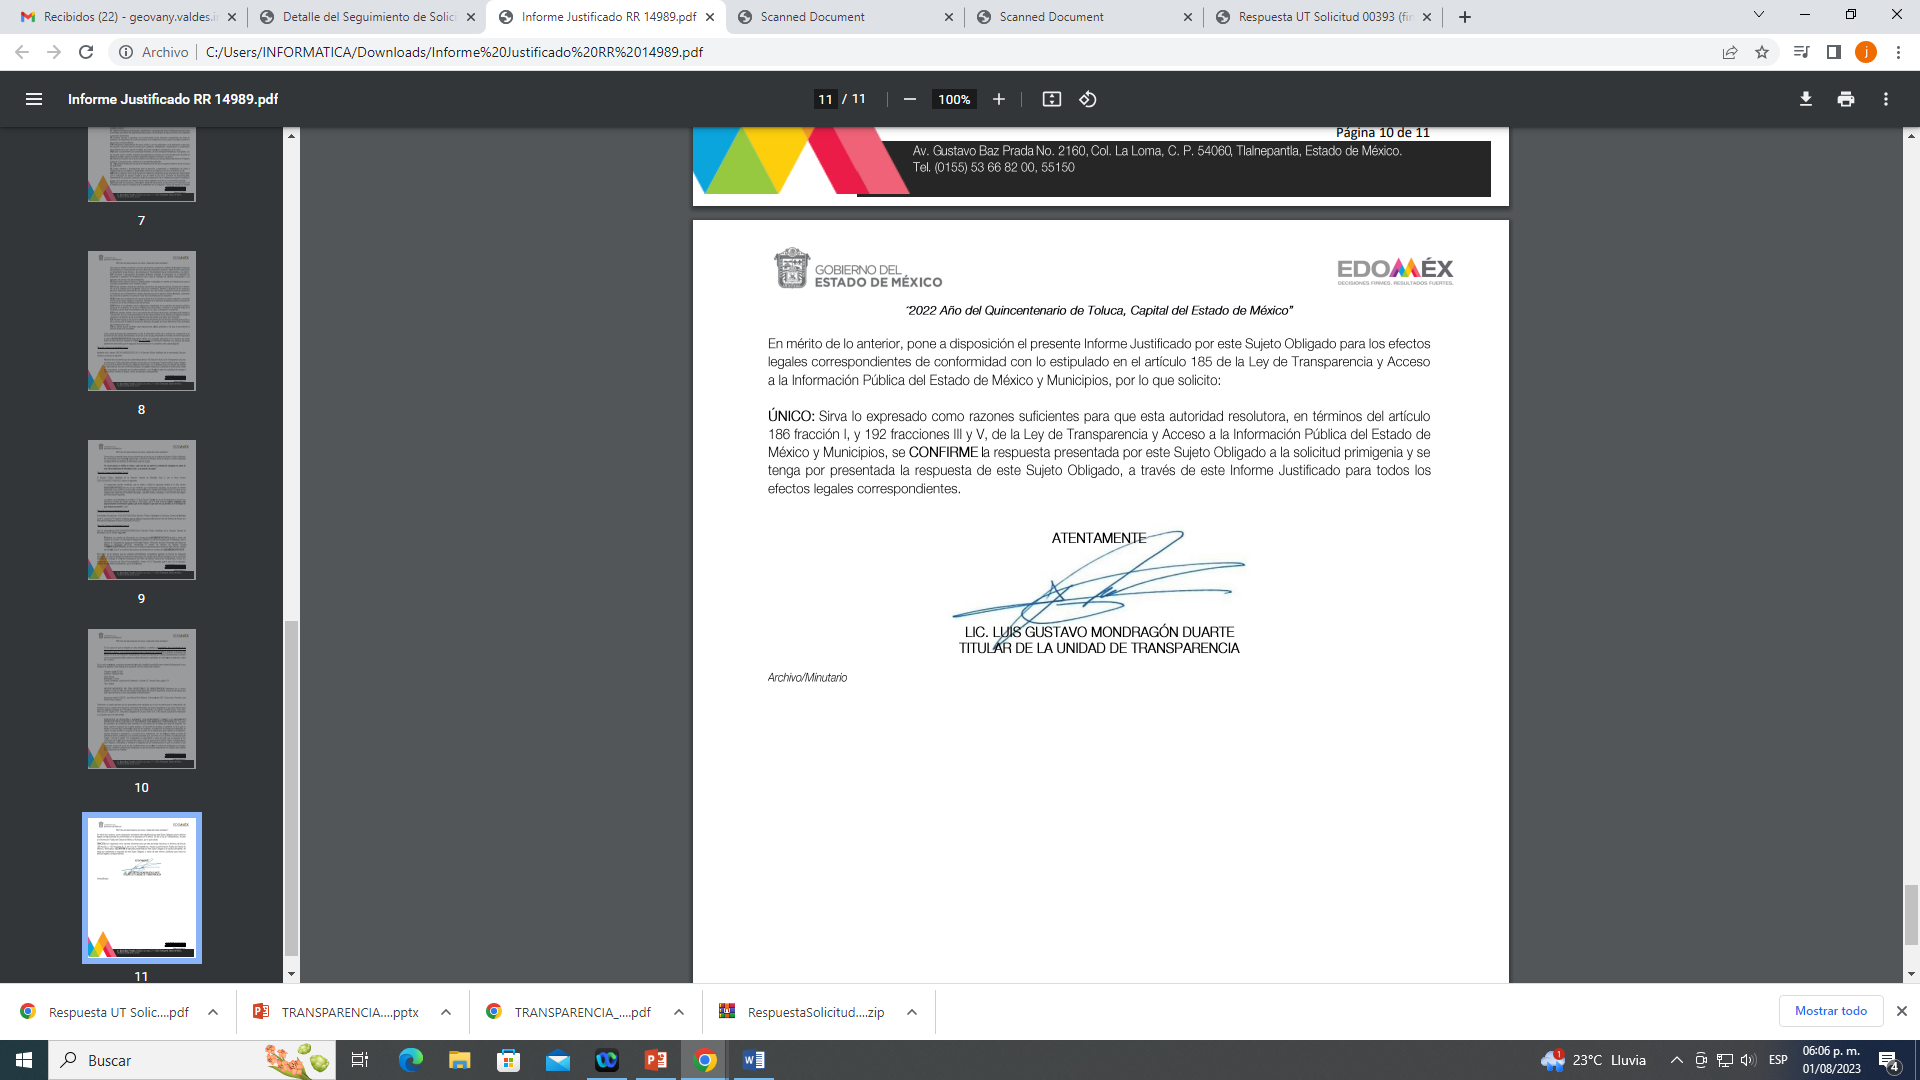 Recibidos (22) - geovany.valdes.i
Detalle del Seguimiento de Solici
Informe Justificado RR 14989.pdf
Scanned Document
Scanned Document
Respuesta UT Solicitud 00393 (fi
Archivo
C:/Users/INFORMATICA/Downloads/Informe%20Justificado%20RR%2014989.pdf
j
Informe Justificado RR 14989.pdf
11 / 11
100%
7
8
9
10
11
Página 10 de 11
Av. Gustavo Baz Prada No. 2160, Col. La Loma, C. P. 54060, Tlalnepantla, Estado de México.
Tel. (0155) 53 66 82 00, 55150
GOBIERNO DEL
ESTADO DE MÉXICO
EDOMÉX
DECISIONES FIRMES, RESULTADOS FUERTES.
“2022 Año del Quincentenario de Toluca, Capital del Estado de México”
En mérito de lo anterior, pone a disposición el presente Informe Justificado por este Sujeto Obligado para los efectos
legales correspondientes de conformidad con lo estipulado en el artículo 185 de la Ley de Transparencia y Acceso
a la Información Pública del Estado de México y Municipios, por lo que solicito:
ÚNICO: Sirva lo expresado como razones suficientes para que esta autoridad resolutora, en términos del artículo
186 fracción I, y 192 fracciones III y V, de la Ley de Transparencia y Acceso a la Información Pública del Estado de
México y Municipios, se CONFIRME la respuesta presentada por este Sujeto Obligado a la solicitud primigenia y se
tenga por presentada la respuesta de este Sujeto Obligado, a través de este Informe Justificado para todos los
efectos legales correspondientes.
ATENTAMENTE
LIC. LUIS GUSTAVO MONDRAGÓN DUARTE
TITULAR DE LA UNIDAD DE TRANSPARENCIA
Archivo/Minutario
Respuesta UT Solic....pdf
TRANSPARENCIA....pptx
TRANSPARENCIA_....pdf
RespuestaSolicitud....zip
Mostrar todo
Buscar
1
23°C Lluvia
ESP
06:06 p. m.
01/08/2023
4